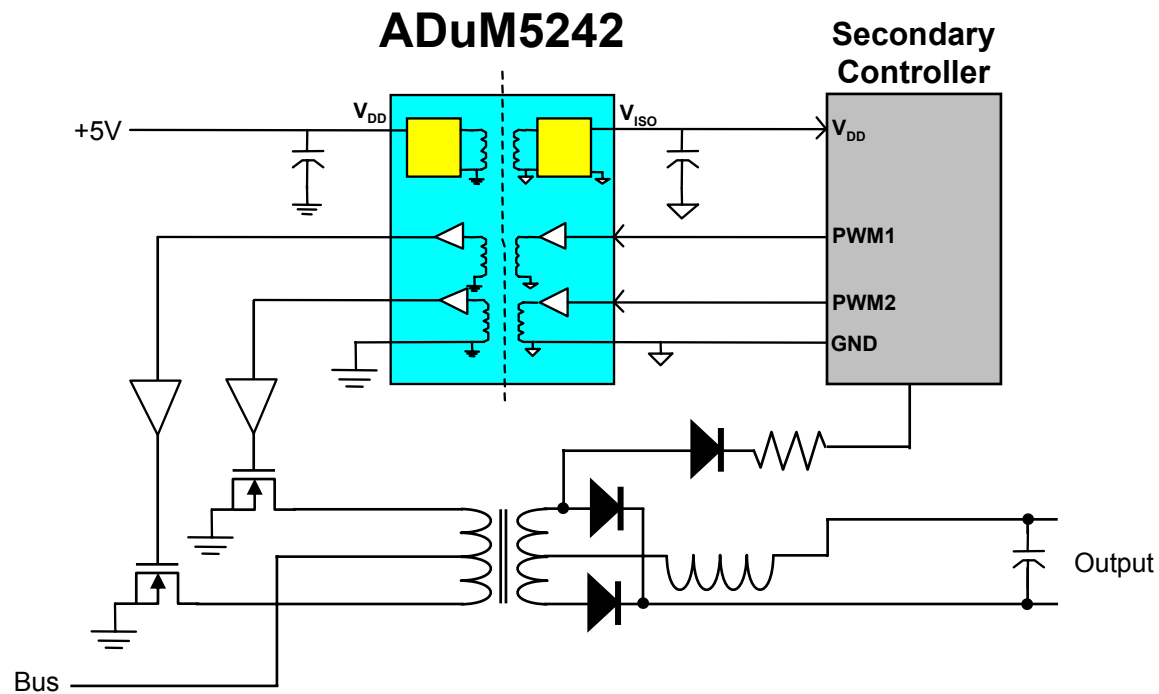 ADuM5242
Secondary
Controller
+5V
VDD
VISO
VDD
PWM1
PWM2
GND
Output
Bus